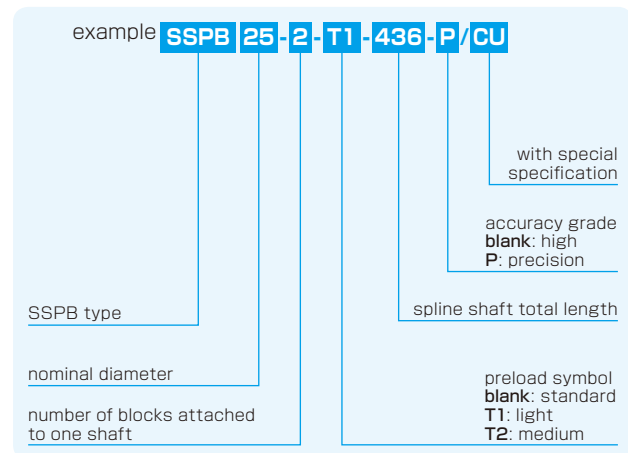 example SSPB 25-2-T1-436-P/CU
with special
specification
accuracy grade
blank: high
P: precision
SSPB type
spline shaft total length
nominal diameter
preload symbol
blank: standard
T1: light
T2: medium
number of blocks attached
to one shaft